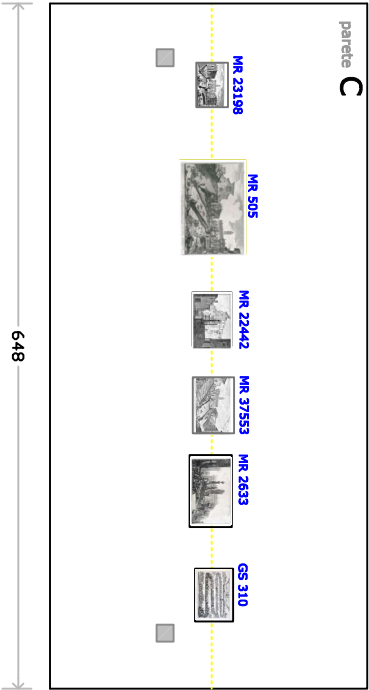 parete
C
MR 23198
MR 505
MR 22442
MR 37553
MR 2633
GS 310
648